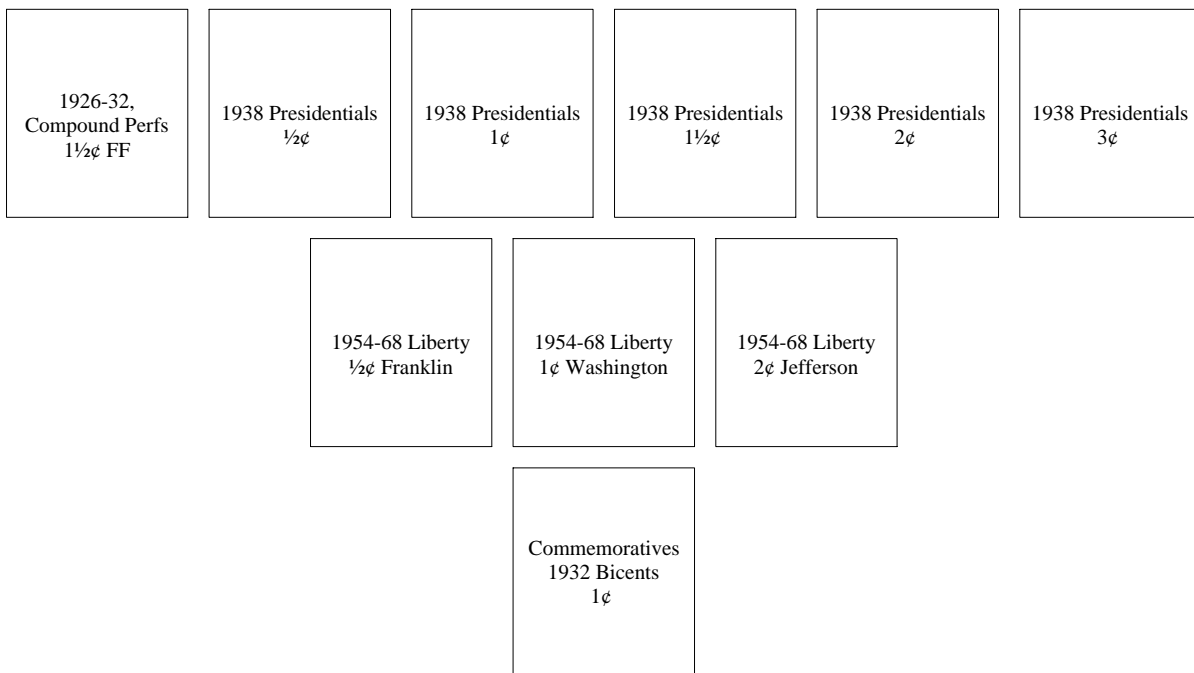 1926-32,
Compound Perfs
1½¢ FF
1938 Presidentials
½¢
1938 Presidentials
1¢
1938 Presidentials
1½¢
1938 Presidentials
2¢
1938 Presidentials
3¢
1954-68 Liberty
½¢ Franklin
1954-68 Liberty
1¢ Washington
1954-68 Liberty
2¢ Jefferson
Commemoratives
1932 Bicents
1¢